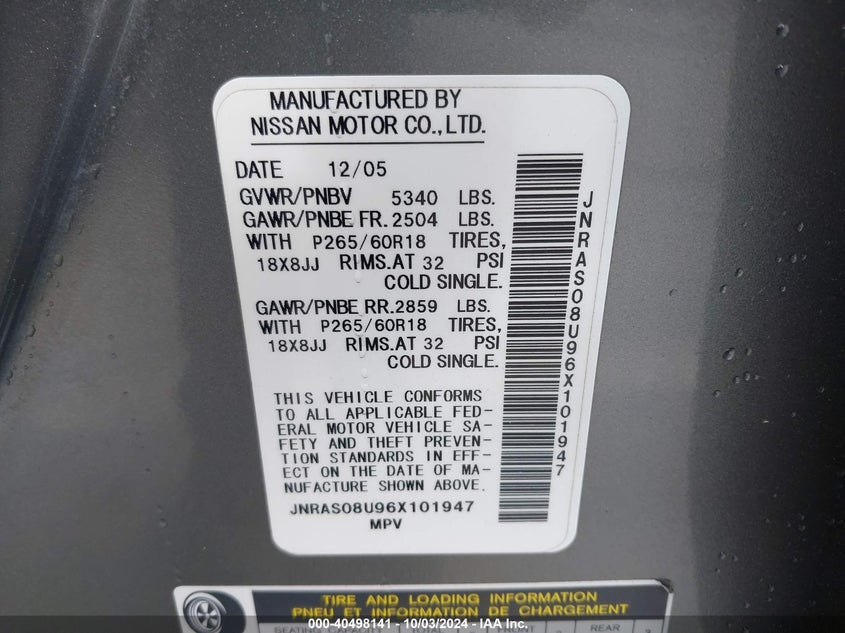 MANUFACTURED BY
NISSAN MOTOR CO.,LTD.
DATE 12/05
GVWR/PNBV 5340 LBS.
GAWR/PNBE FR. 2504 LBS.
WITH P265/60R18 TIRES,
18X8JJ RIMS.AT 32 PSI
COLD SINGLE.
GAWR/PNBE RR. 2859 LBS.
WITH P265/60R18 TIRES,
18X8JJ RIMS.AT 32 PSI
COLD SINGLE.
THIS VEHICLE CONFORMS
TO ALL APPLICABLE FED-
ERAL MOTOR VEHICLE SA-
FETY AND THEFT PREVEN-
TION STANDARDS IN EFF-
ECT ON THE DATE OF MA-
NUFACTURE SHOWN ABOVE.
JNRAS08U96X101947
MPV
JNRAS08U96X101947
TIRE AND LOADING INFORMATION
PNEU ET INFORMATION DE CHARGEMENT
SEATING CAPACITY TOTAL FRONT REAR
000-40498141 - 10/03/2024 - IAA Inc.